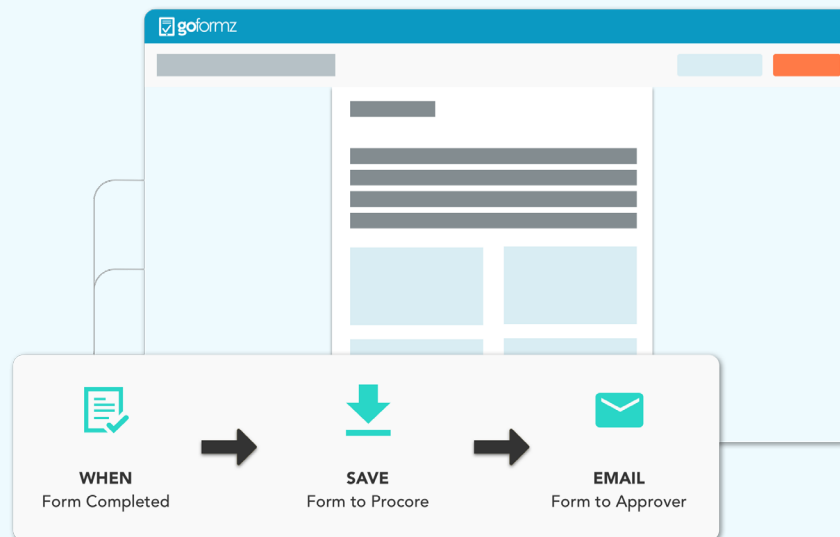 goformz
WHEN
Form Completed
SAVE
Form to Procore
EMAIL
Form to Approver